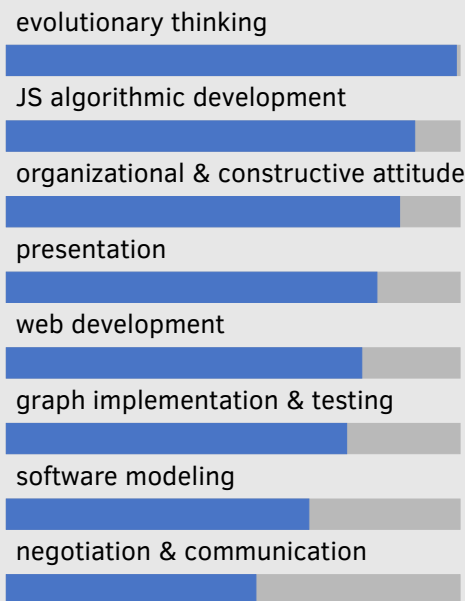 evolutionary thinking
JS algorithmic development
organizational & constructive attitude
presentation
web development
graph implementation & testing
software modeling
negotiation & communication